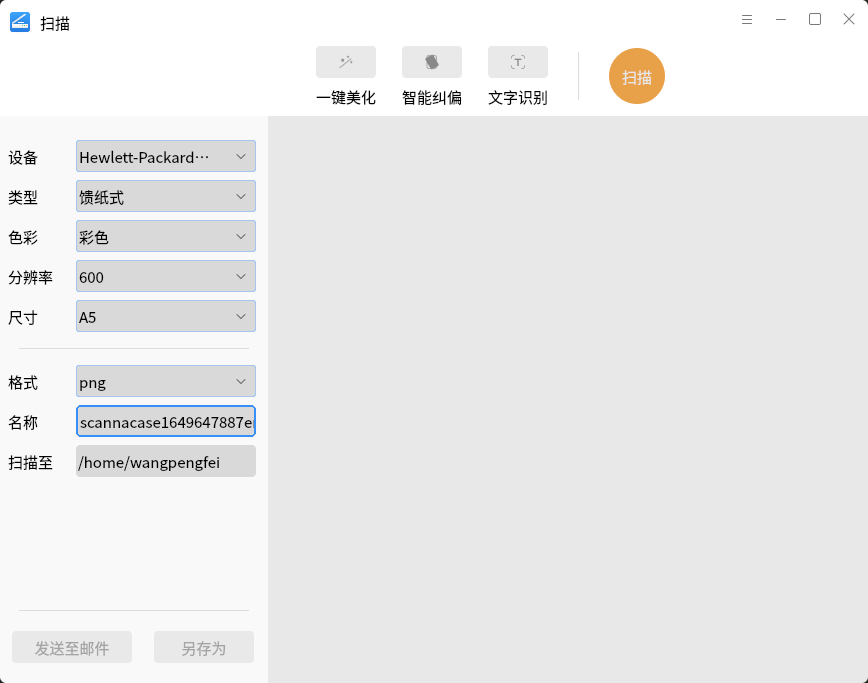 扫描
一键美化 智能纠偏 文字识别 扫描
设备 Hewlett-Packard···
类型 馈纸式
色彩 彩色
分辨率 600
尺寸 A5
格式 png
名称 scannacase1649647887e
扫描至 /home/wangpengfei
发送至邮件 另存为